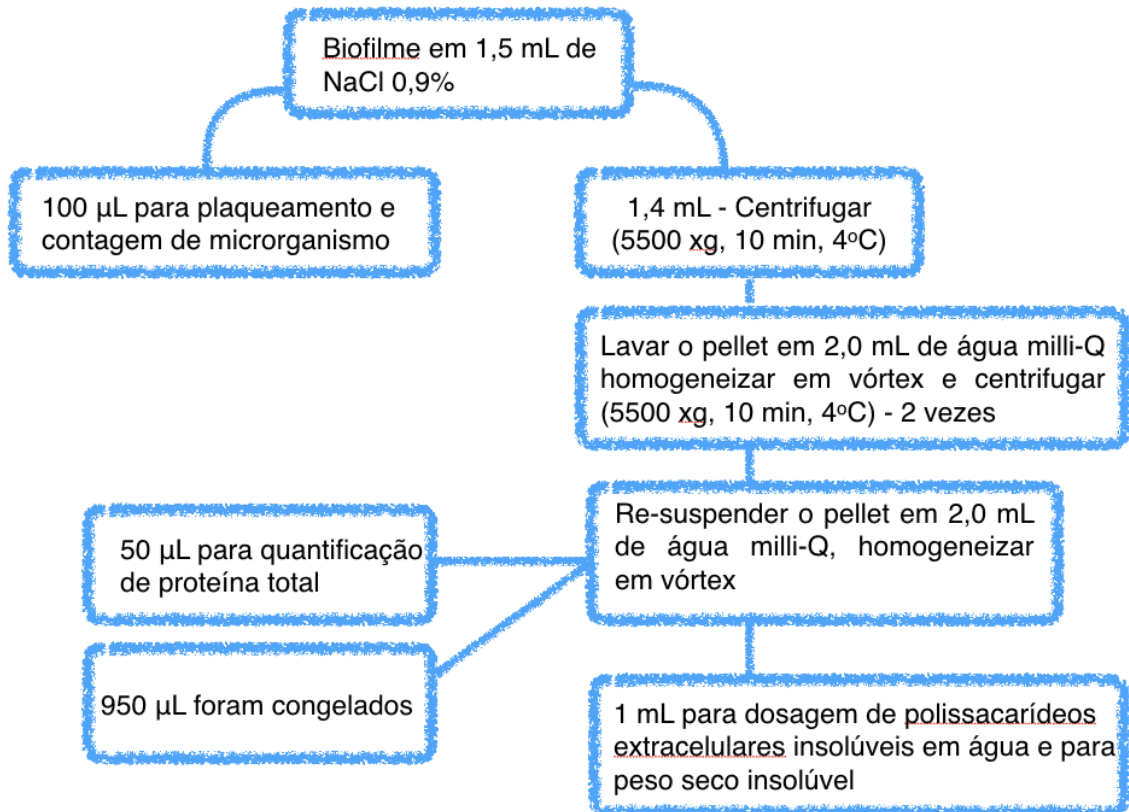 Biofilme em 1,5 mL de
NaCl 0,9%
100 µL para plaqueamento e
contagem de microrganismo
1,4 mL - Centrifugar
(5500 xg, 10 min, 4ºC)
Lavar o pellet em 2,0 mL de água milli-Q
homogeneizar em vórtex e centrifugar
(5500 xg, 10 min, 4ºC) - 2 vezes
Re-suspender o pellet em 2,0 mL
de água milli-Q, homogeneizar
em vórtex
50 µL para quantificação
de proteína total
950 µL foram congelados
1 mL para dosagem de polissacarídeos
extracelulares insolúveis em água e para
peso seco insolúvel